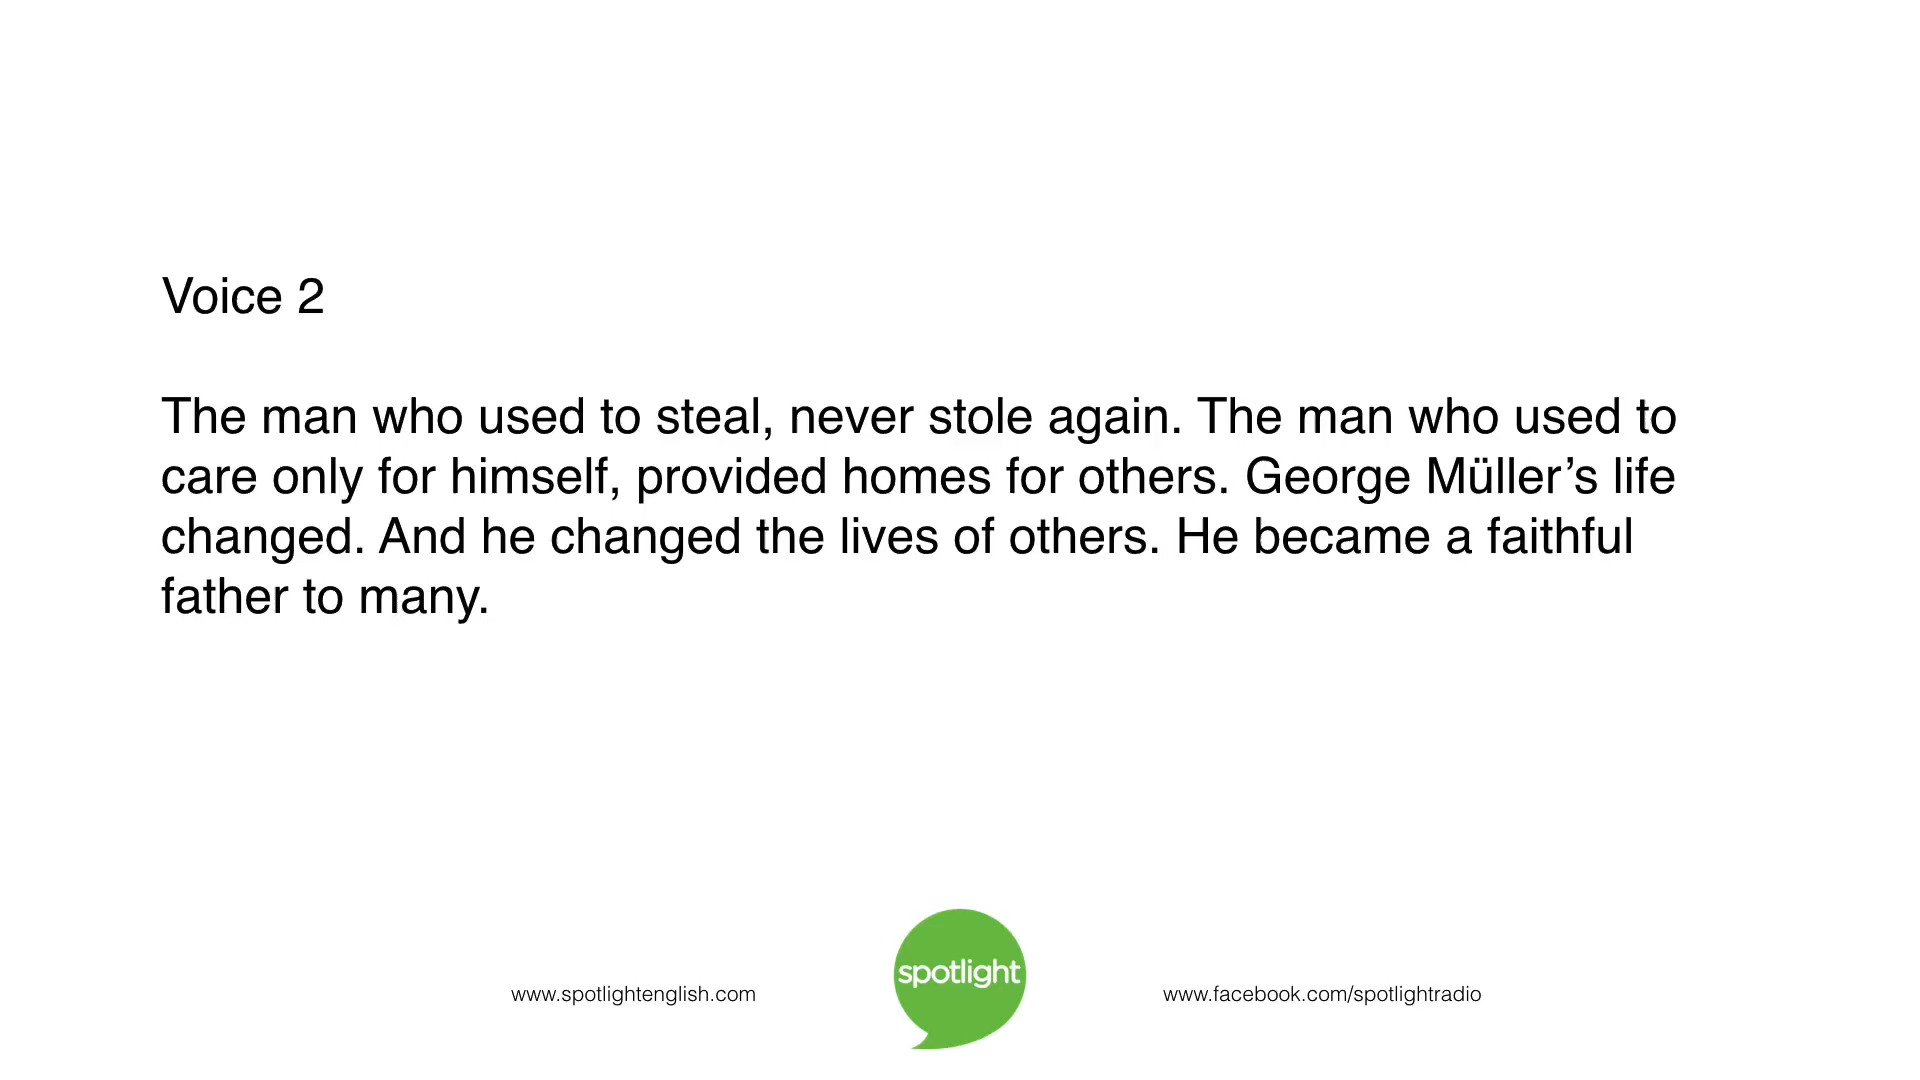 Voice 2
The man who used to steal, never stole again. The man who used to
care only for himself, provided homes for others. George Müller’s life
changed. And he changed the lives of others. He became a faithful
father to many.
www.spotlightenglish.com
spotlight
www.facebook.com/spotlightradio